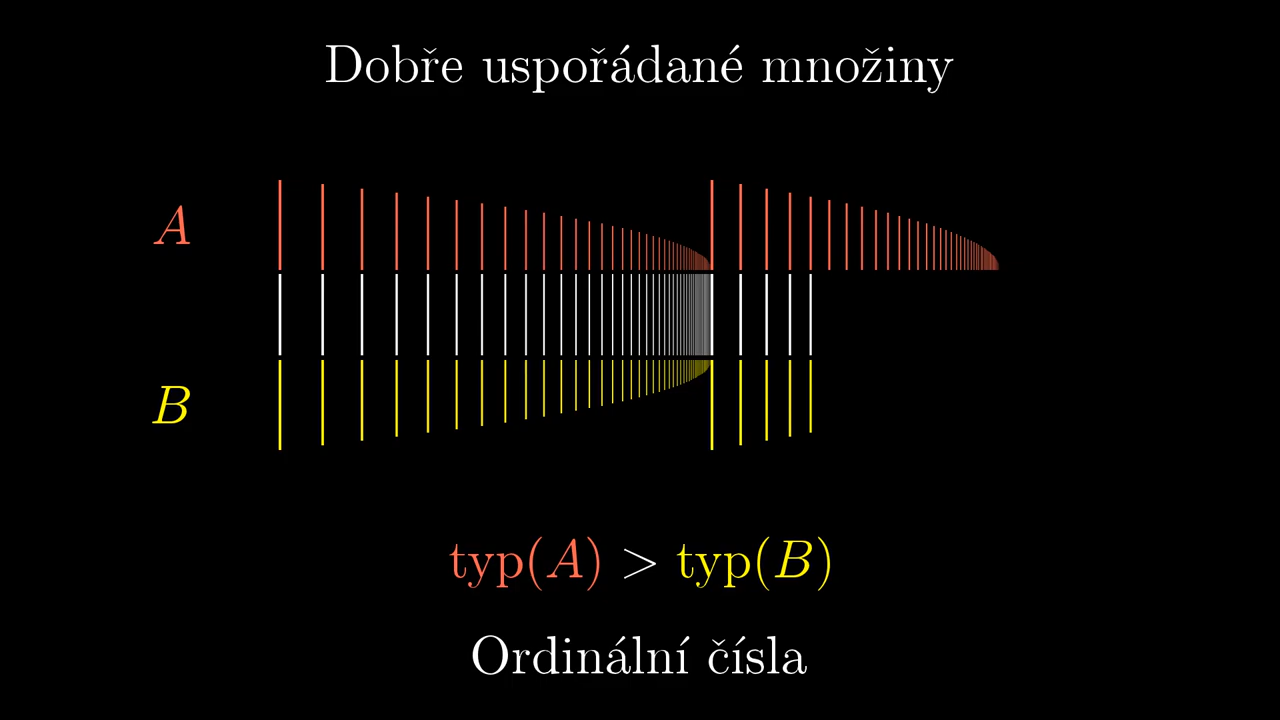 Dobře uspořádané množiny
A
B
typ(A) > typ(B)
Ordinální čísla